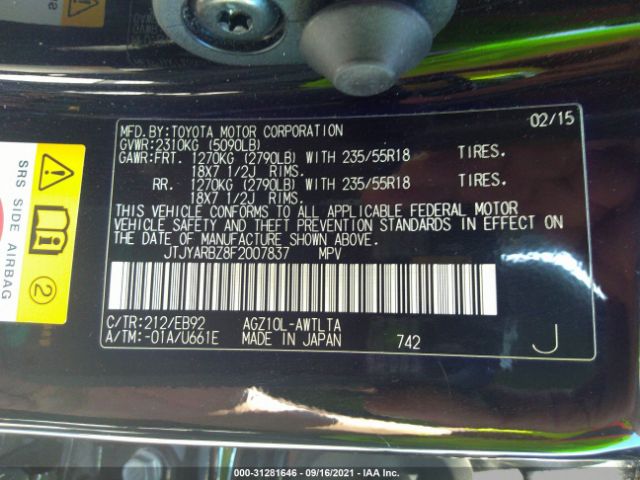 MFD.BY:TOYOTA MOTOR CORPORATION 02/15
GVWR:2310KG (5090LB)
GAWR:FRT. 1270KG (2790LB) WITH 235/55R18 TIRES.
18X7 1/2J RIMS.
RR. 1270KG (2790LB) WITH 235/55R18 TIRES.
18X7 1/2J RIMS.
THIS VEHICLE CONFORMS TO ALL APPLICABLE FEDERAL MOTOR
VEHICLE SAFETY AND THEFT PREVENTION STANDARDS IN EFFECT ON
THE DATE OF MANUFACTURE SHOWN ABOVE.
JTJYARBZ8F2007837 MPV
C/TR:212/EB92 AGZ10L-AWTLTA
A/TM:-01A/U661E MADE IN JAPAN 742 J
SRS SIDE AIRBAG
2
000-31281646 - 09/16/2021 - IAA Inc.